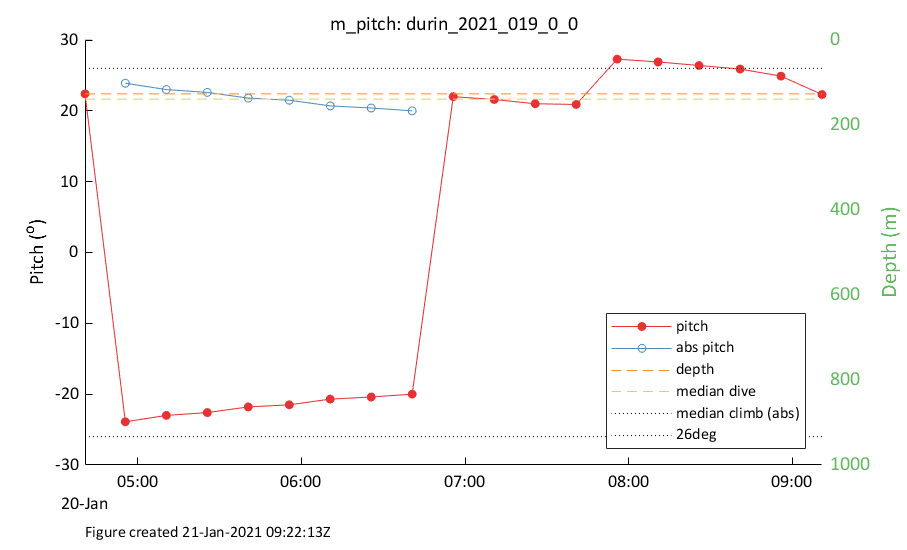 m_pitch: durin_2021_019_0_0
30
20
10
0
-10
-20
-30
Pitch (°)
0
200
400
600
800
1000
Depth (m)
pitch
abs pitch
depth
median dive
median climb (abs)
26deg
05:00
06:00
07:00
08:00
09:00
20-Jan
Figure created 21-Jan-2021 09:22:13Z